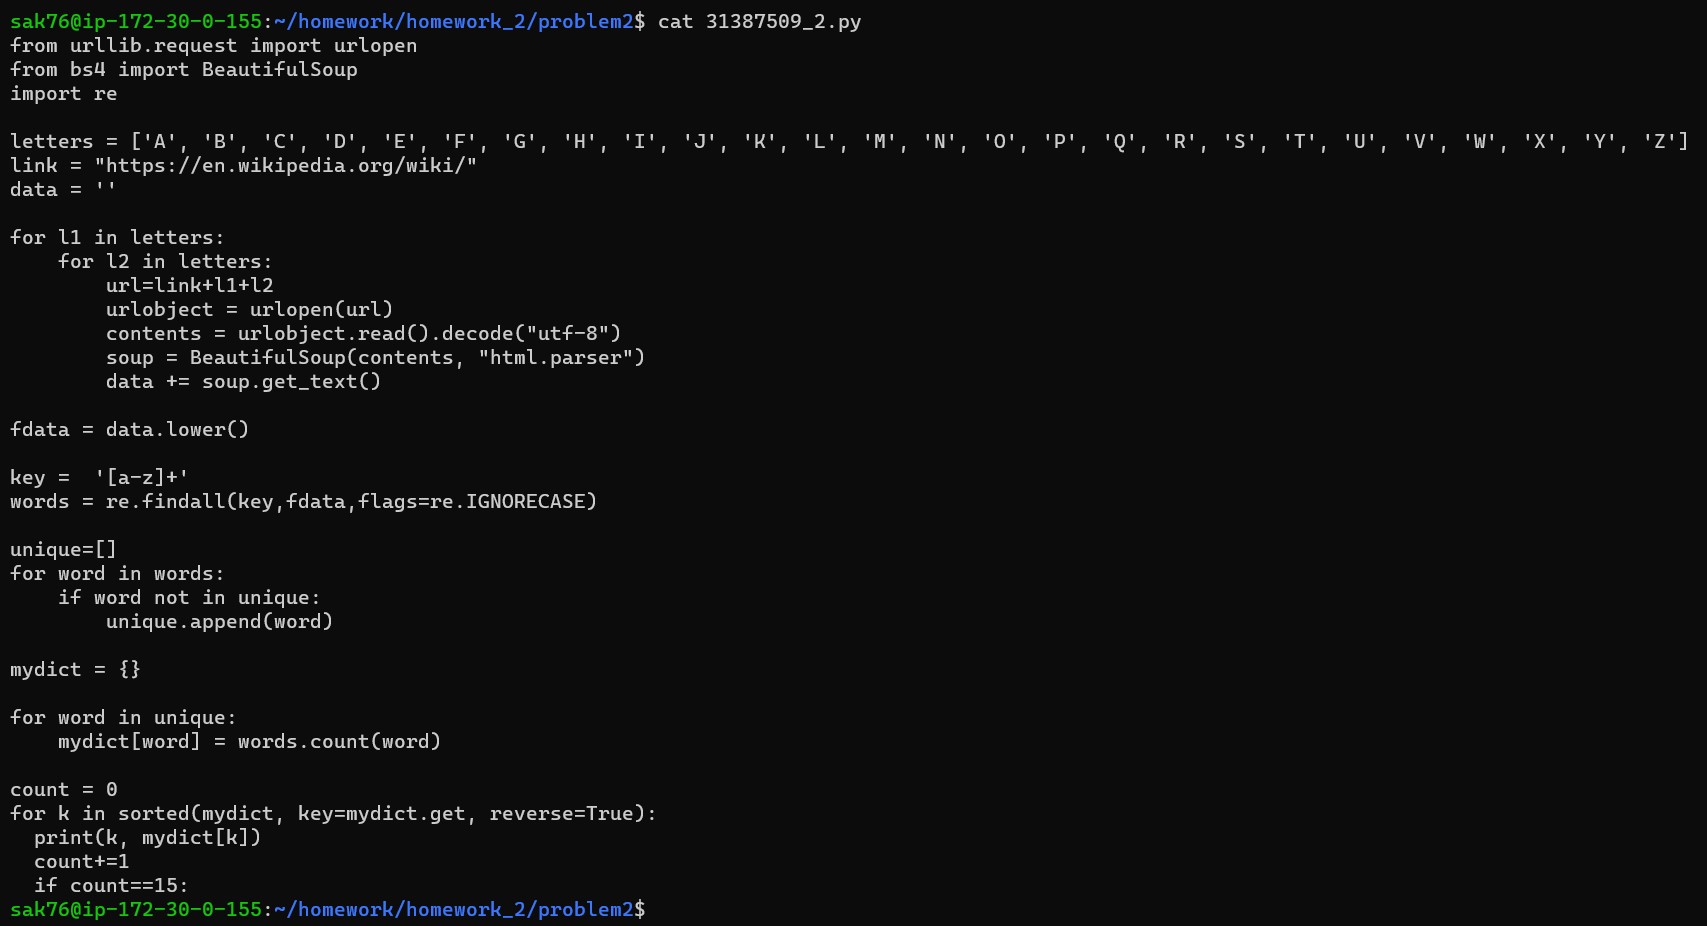 sak76@ip-172-30-0-155:~/homework/homework_2/problem2$ cat 31387509_2.py
from urllib.request import urlopen
from bs4 import BeautifulSoup
import re

letters = ['A', 'B', 'C', 'D', 'E', 'F', 'G', 'H', 'I', 'J', 'K', 'L', 'M', 'N', 'O', 'P', 'Q', 'R', 'S', 'T', 'U', 'V', 'W', 'X', 'Y', 'Z']
link = "https://en.wikipedia.org/wiki/"
data = ''

for l1 in letters:
    for l2 in letters:
        url=link+l1+l2
        urlobject = urlopen(url)
        contents = urlobject.read().decode("utf-8")
        soup = BeautifulSoup(contents, "html.parser")
        data += soup.get_text()

fdata = data.lower()

key =  '[a-z]+'
words = re.findall(key,fdata,flags=re.IGNORECASE)

unique=[]
for word in words:
    if word not in unique:
        unique.append(word)

mydict = {}

for word in unique:
    mydict[word] = words.count(word)

count = 0
for k in sorted(mydict, key=mydict.get, reverse=True):
  print(k, mydict[k])
  count+=1
  if count==15:
sak76@ip-172-30-0-155:~/homework/homework_2/problem2$